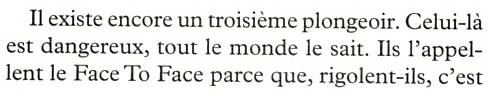 Il existe encore un troisième plongeoir. Celui-là
est dangereux, tout le monde le sait. Ils l'appel-
lent le Face To Face parce que, rigolent-ils, c'est